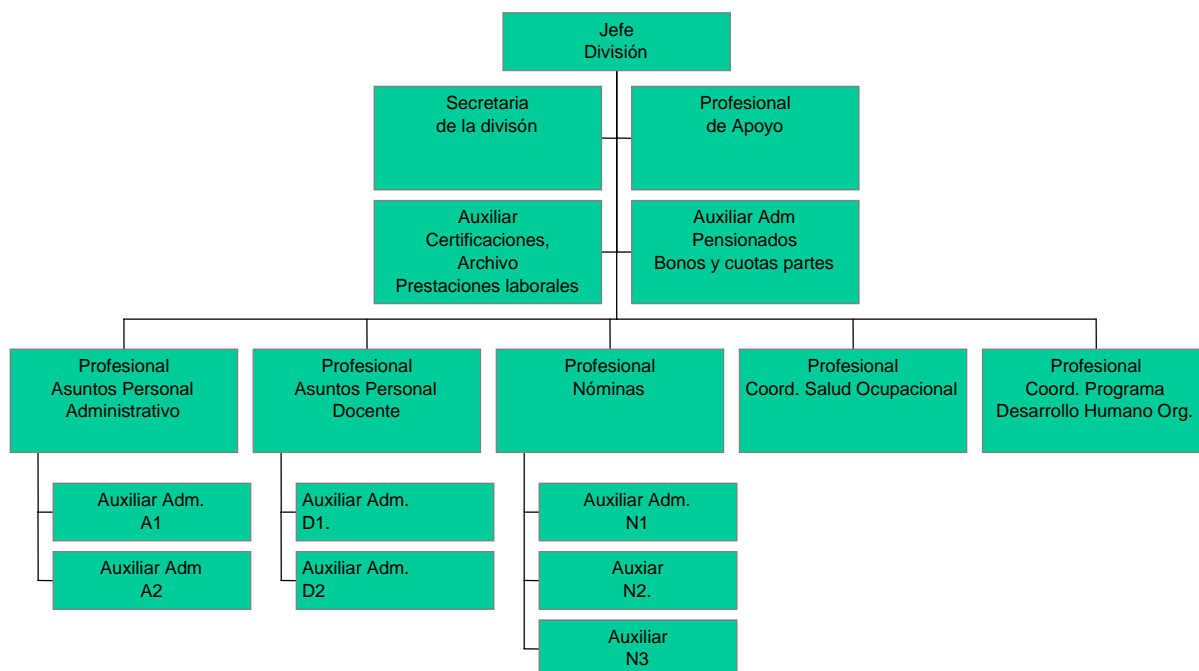 Jefe
División
Secretaria
de la divisón
Profesional
de Apoyo
Auxiliar
Certificaciones,
Archivo
Prestaciones laborales
Auxiliar Adm
Pensionados
Bonos y cuotas partes
Profesional
Asuntos Personal
Administrativo
Profesional
Asuntos Personal
Docente
Profesional
Nóminas
Profesional
Coord. Salud Ocupacional
Profesional
Coord. Programa
Desarrollo Humano Org.
Auxiliar Adm.
A1
Auxiliar Adm
A2
Auxiliar Adm.
D1.
Auxiliar Adm.
D2
Auxiliar Adm.
N1
Auxiar
N2.
Auxiliar
N3